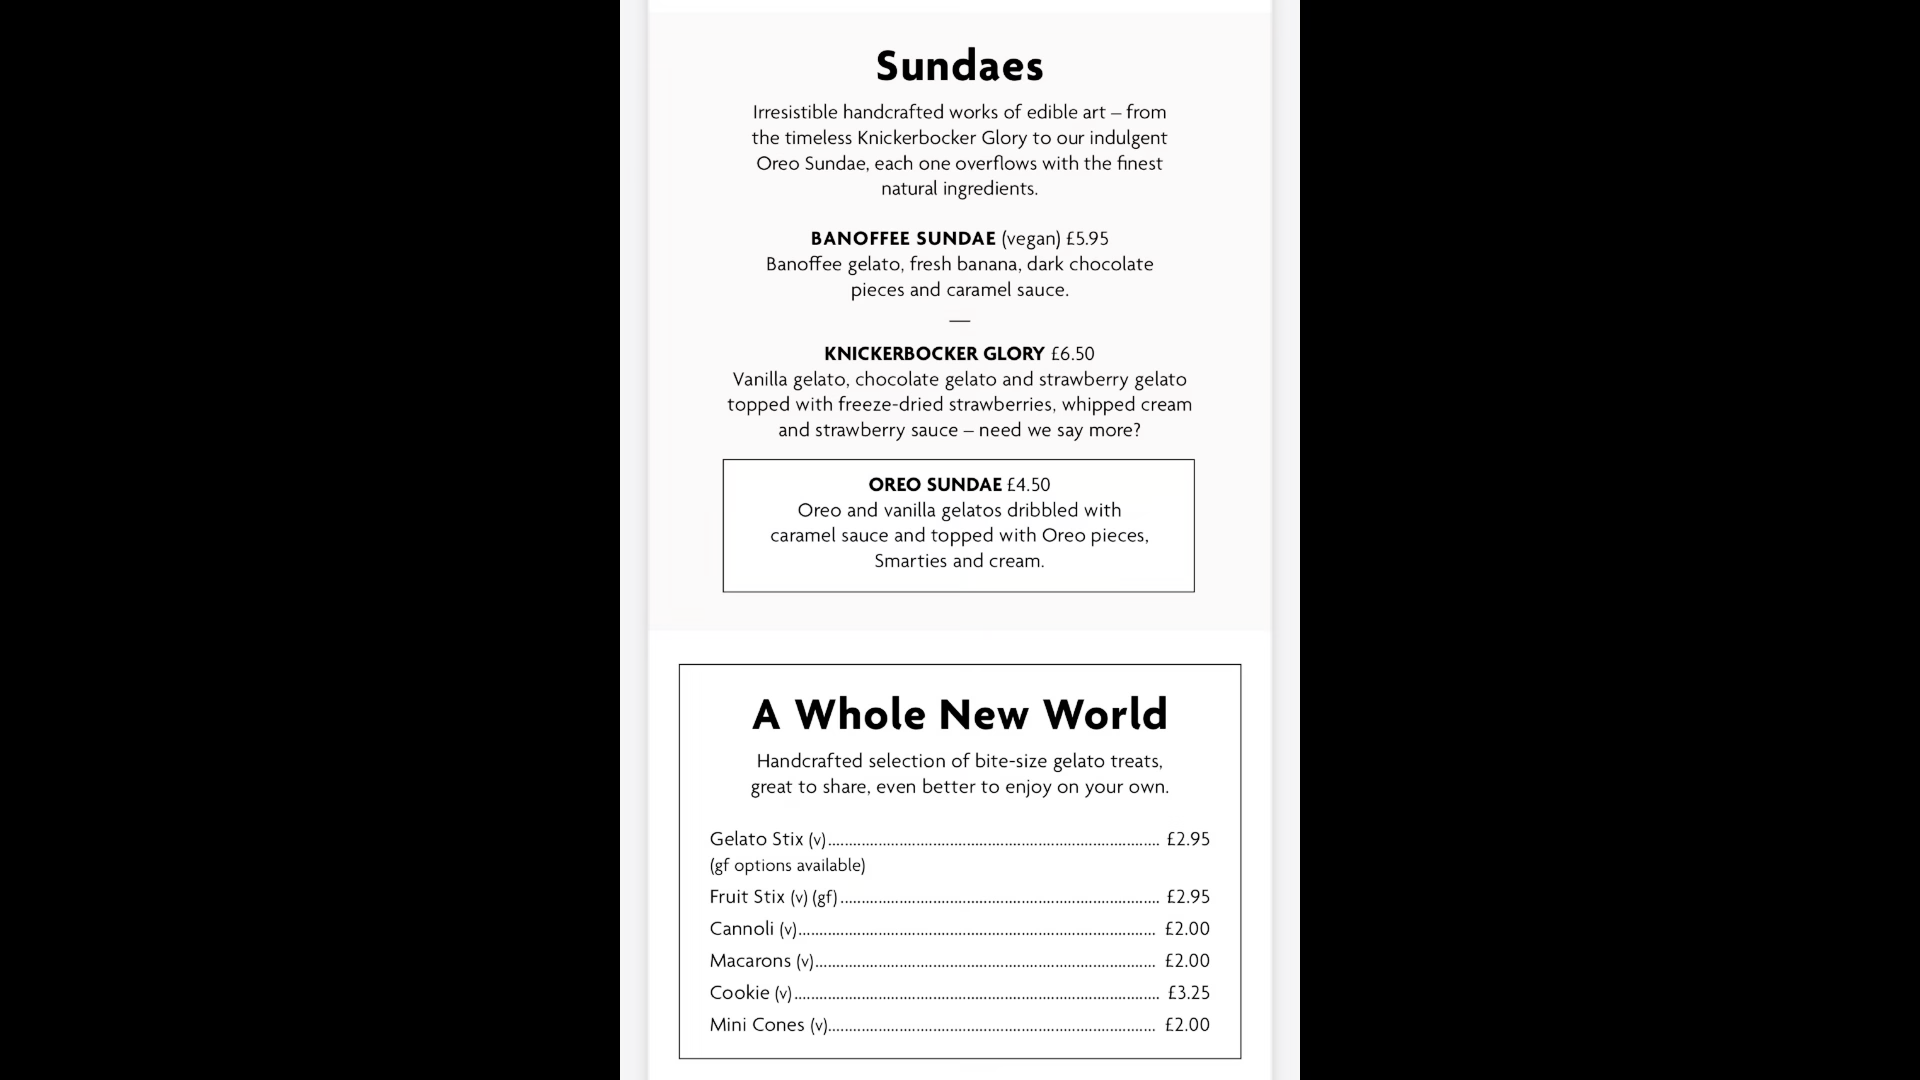 Sundaes
Irresistible handcrafted works of edible art – from
the timeless Knickerbocker Glory to our indulgent
Oreo Sundae, each one overflows with the finest
natural ingredients.
BANOFFEE SUNDAE (vegan) £5.95
Banoffee gelato, fresh banana, dark chocolate
pieces and caramel sauce.
—
KNICKERBOCKER GLORY £6.50
Vanilla gelato, chocolate gelato and strawberry gelato
topped with freeze-dried strawberries, whipped cream
and strawberry sauce – need we say more?
OREO SUNDAE £4.50
Oreo and vanilla gelatos dribbled with
caramel sauce and topped with Oreo pieces,
Smarties and cream.
A Whole New World
Handcrafted selection of bite-size gelato treats,
great to share, even better to enjoy on your own.
Gelato Stix (v)............................................................................... £2.95
(gf options available)
Fruit Stix (v) (gf)............................................................................ £2.95
Cannoli (v)..................................................................................... £2.00
Macarons (v)................................................................................. £2.00
Cookie (v)....................................................................................... £3.25
Mini Cones (v).............................................................................. £2.00